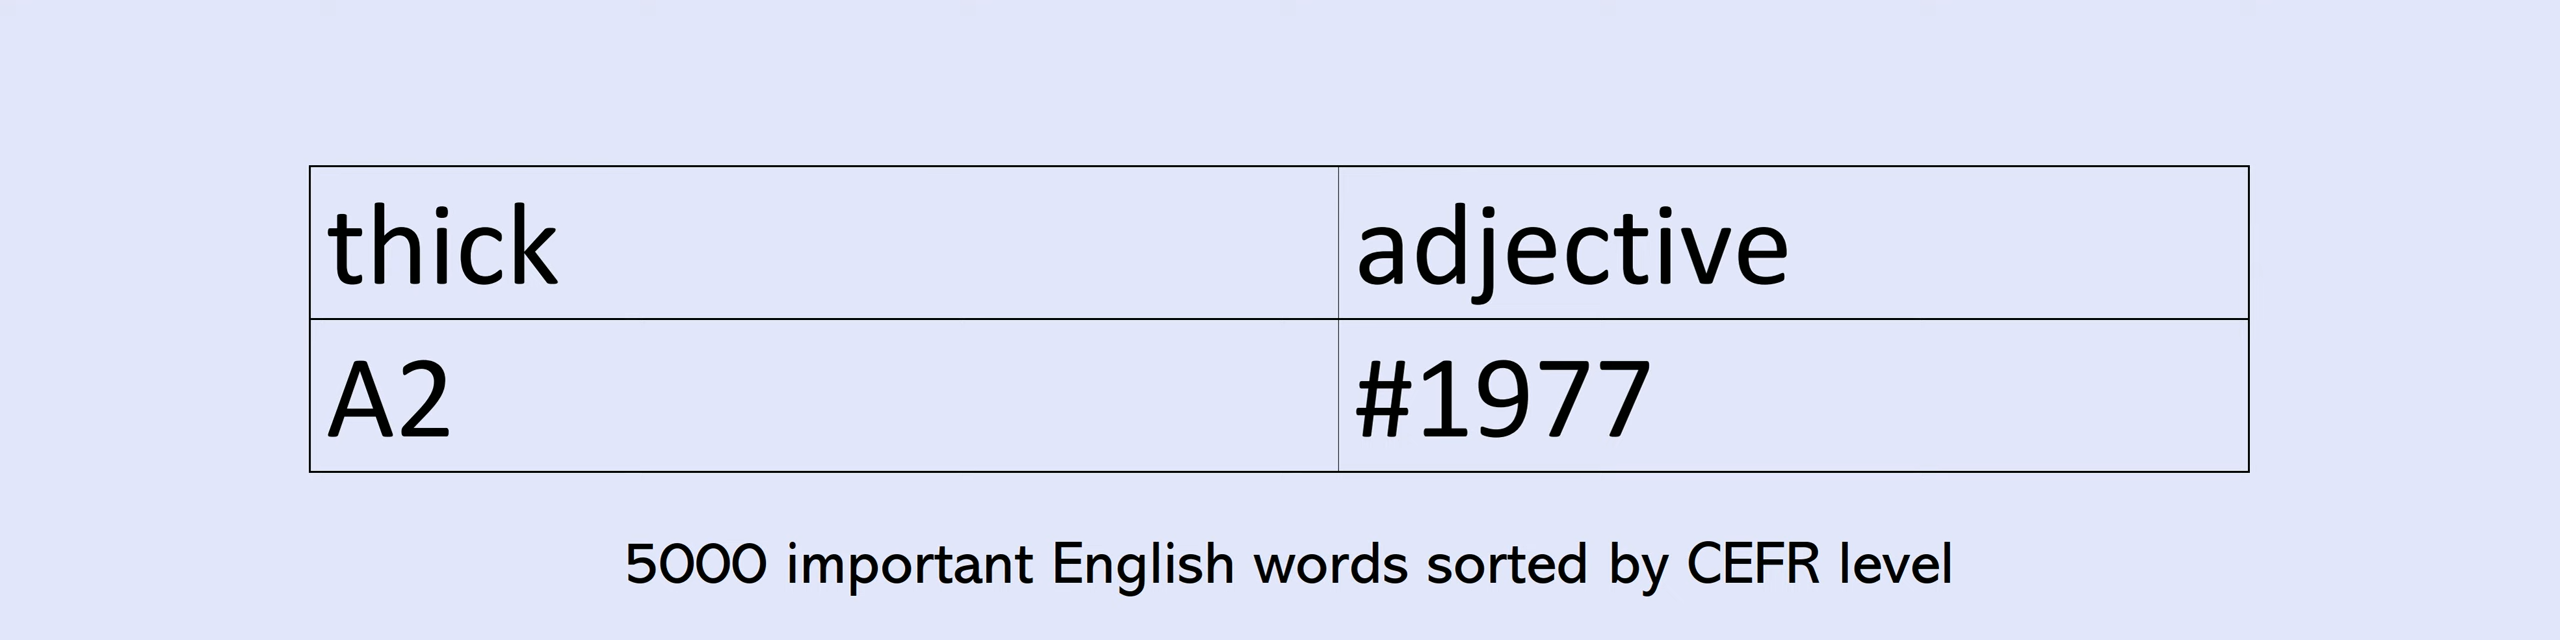 thick adjective
A2 #1977
5000 important English words sorted by CEFR level